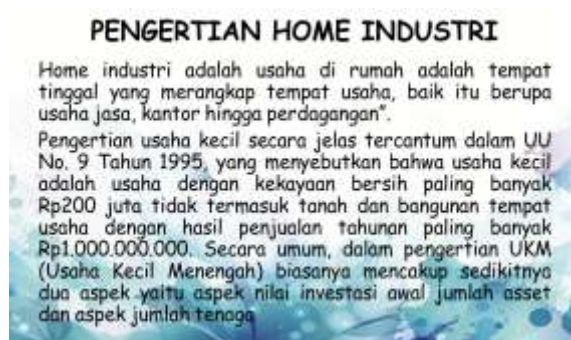 PENGERTIAN HOME INDUSTRI
Home industri adalah usaha di rumah adalah tempat
tinggal yang merangkap tempat usaha, baik itu berupa
usaha jasa, kantor hingga perdagangan”.
Pengertian usaha kecil secara jelas tercantum dalam UU
No. 9 Tahun 1995, yang menyebutkan bahwa usaha kecil
adalah usaha dengan kekayaan bersih paling banyak
Rp200 juta tidak termasuk tanah dan bangunan tempat
usaha dengan hasil penjualan tahunan paling banyak
Rp1.000.000.000. Secara umum, dalam pengertian UKM
(Usaha Kecil Menengah) biasanya mencakup sedikitnya
dua aspek yaitu aspek nilai investasi awal jumlah asset
dan aspek jumlah tenaga